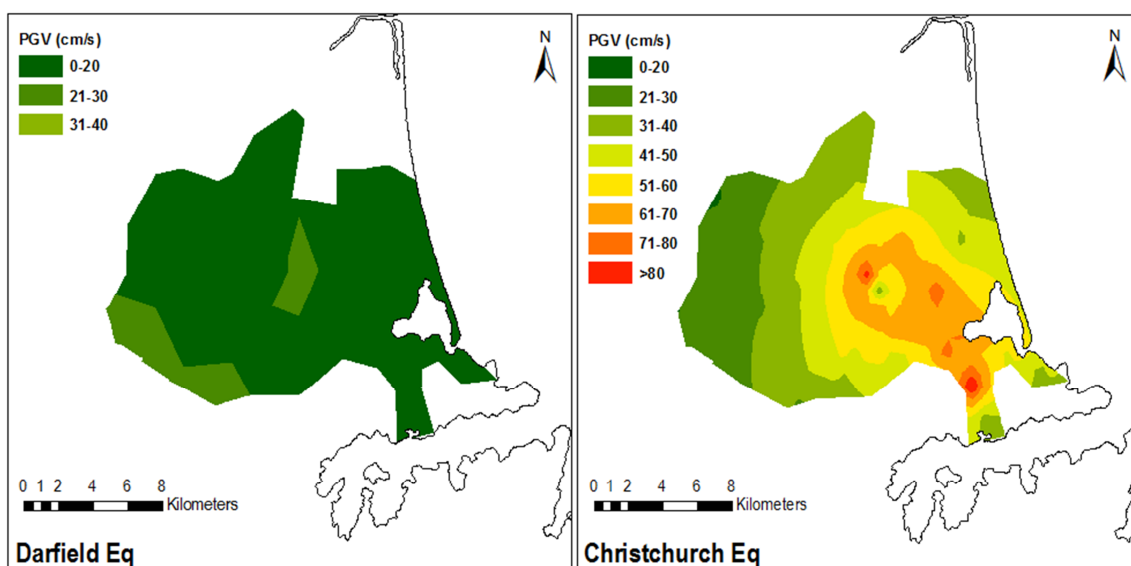 PGV (cm/s)
0-20
21-30
31-40
N
0 1 2 4 6 8
Kilometers
Darfield Eq
PGV (cm/s)
0-20
21-30
31-40
41-50
51-60
61-70
71-80
>80
N
0 1 2 4 6 8
Kilometers
Christchurch Eq